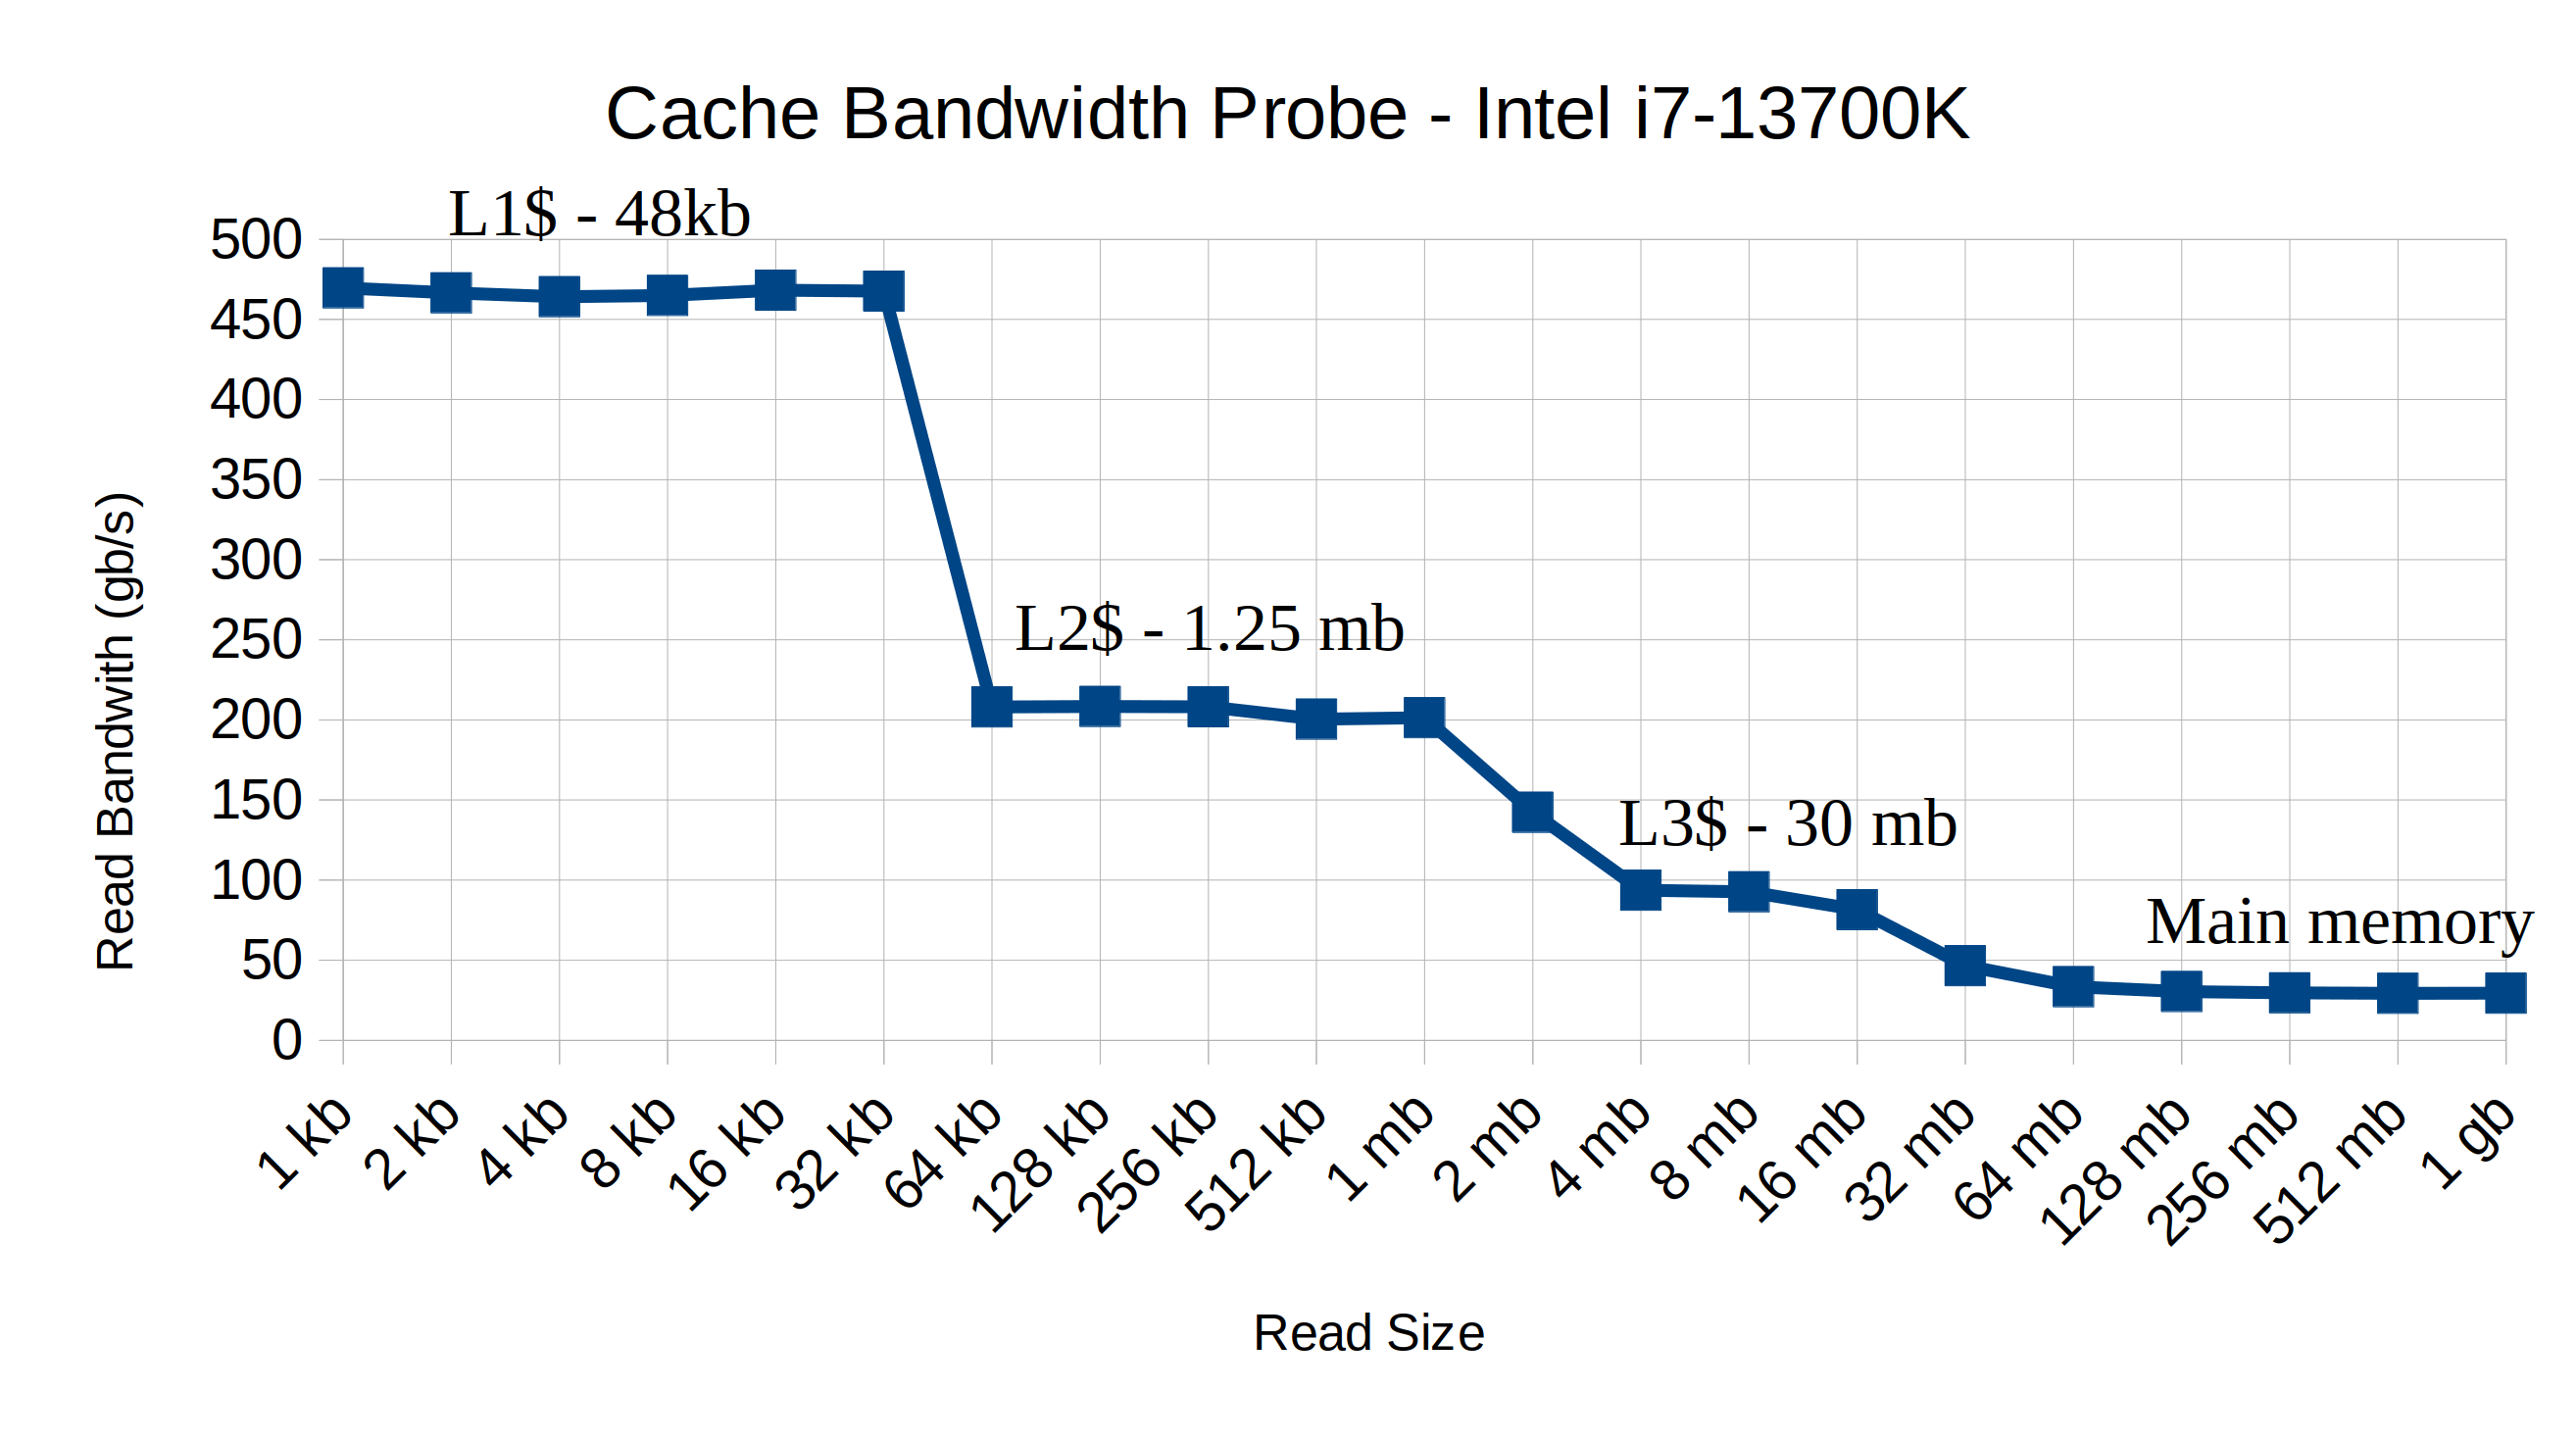 Cache Bandwidth Probe - Intel i7-13700K
L1$ - 48kb
500
450
400
350
300
250
200
150
100
50
0
Read Bandwith (gb/s)
L2$ - 1.25 mb
L3$ - 30 mb
Main memory
1 kb
2 kb
4 kb
8 kb
16 kb
32 kb
64 kb
128 kb
256 kb
512 kb
1 mb
2 mb
4 mb
8 mb
16 mb
32 mb
64 mb
128 mb
256 mb
512 mb
1 gb
Read Size